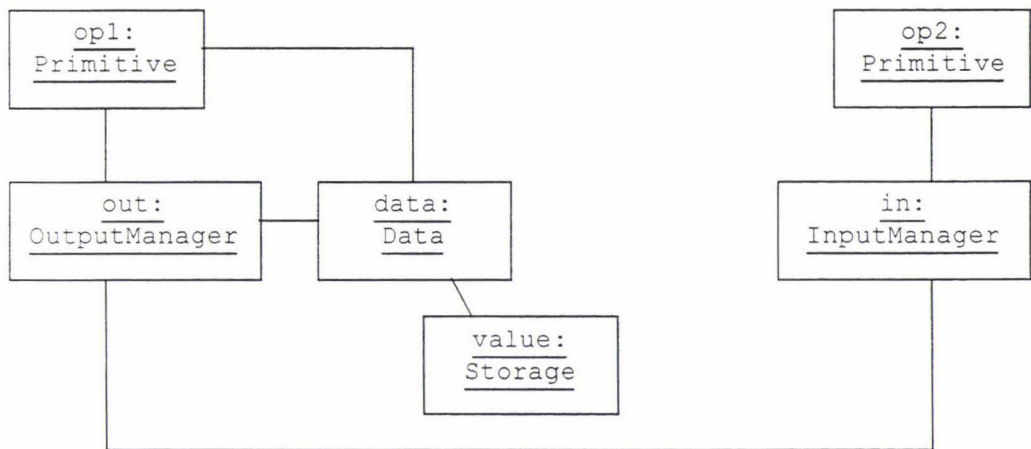 op1:
Primitive
op2:
Primitive
out:
OutputManager
data:
Data
in:
InputManager
value:
Storage